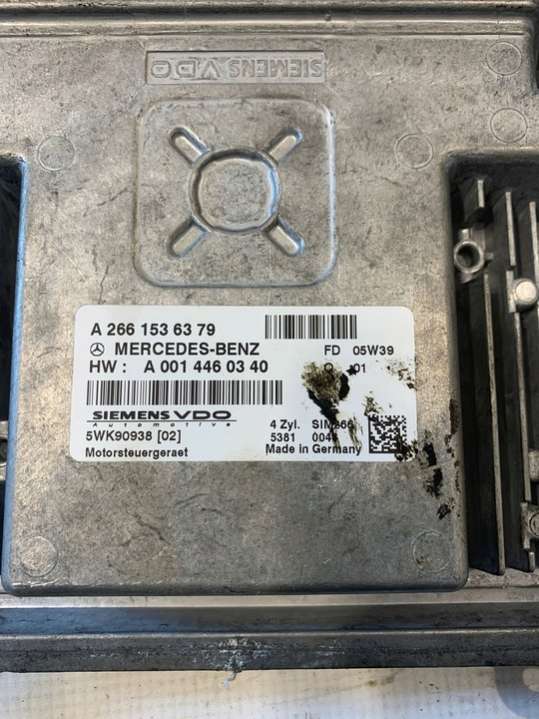 SIEMENS VDO
A 266 153 63 79
MERCEDES-BENZ
FD 05W39
HW : A 001 446 03 40
01
SIEMENS VDO
Automotive
4 Zyl.
5WK90938 [02]
5381
Motorsteuergeraet
Made in Germany